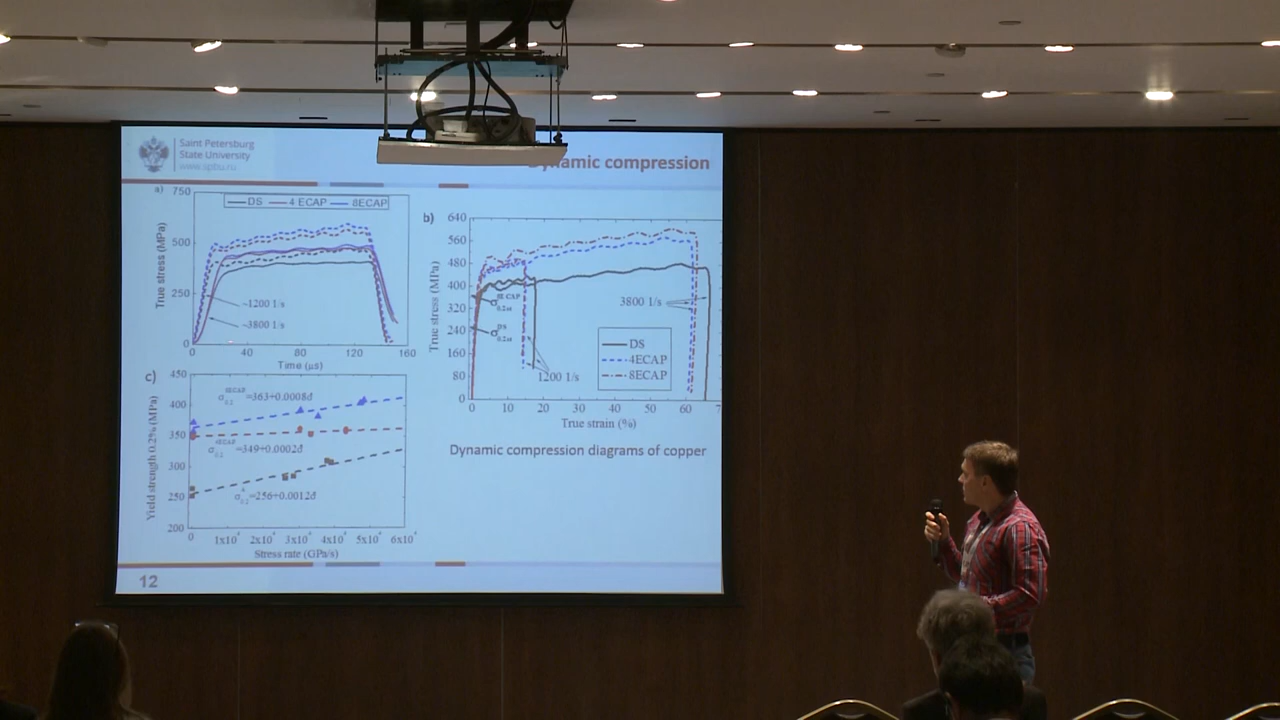 Saint Petersburg
State University
www.spbu.ru
Dynamic compression
a)
750
500
250
0
True stress (MPa)
DS 4 ECAP 8ECAP
~1200 1/s
~3800 1/s
0 40 80 120 160
Time (µs)
b)
640
560
480
400
320
240
160
80
0
True stress (MPa)
3800 1/s
DS
4ECAP
8ECAP
1200 1/s
0 10 20 30 40 50 60 7
True strain (%)
Dynamic compression diagrams of copper
c)
450
400
350
300
250
200
Yield strength 0.2% (MPa)
=363+0.0008
=349+0.0002
=256+0.0012
0 1x10⁴ 2x10⁴ 3x10⁴ 4x10⁴ 5x10⁴ 6x10⁴
Stress rate (GPa/s)
12